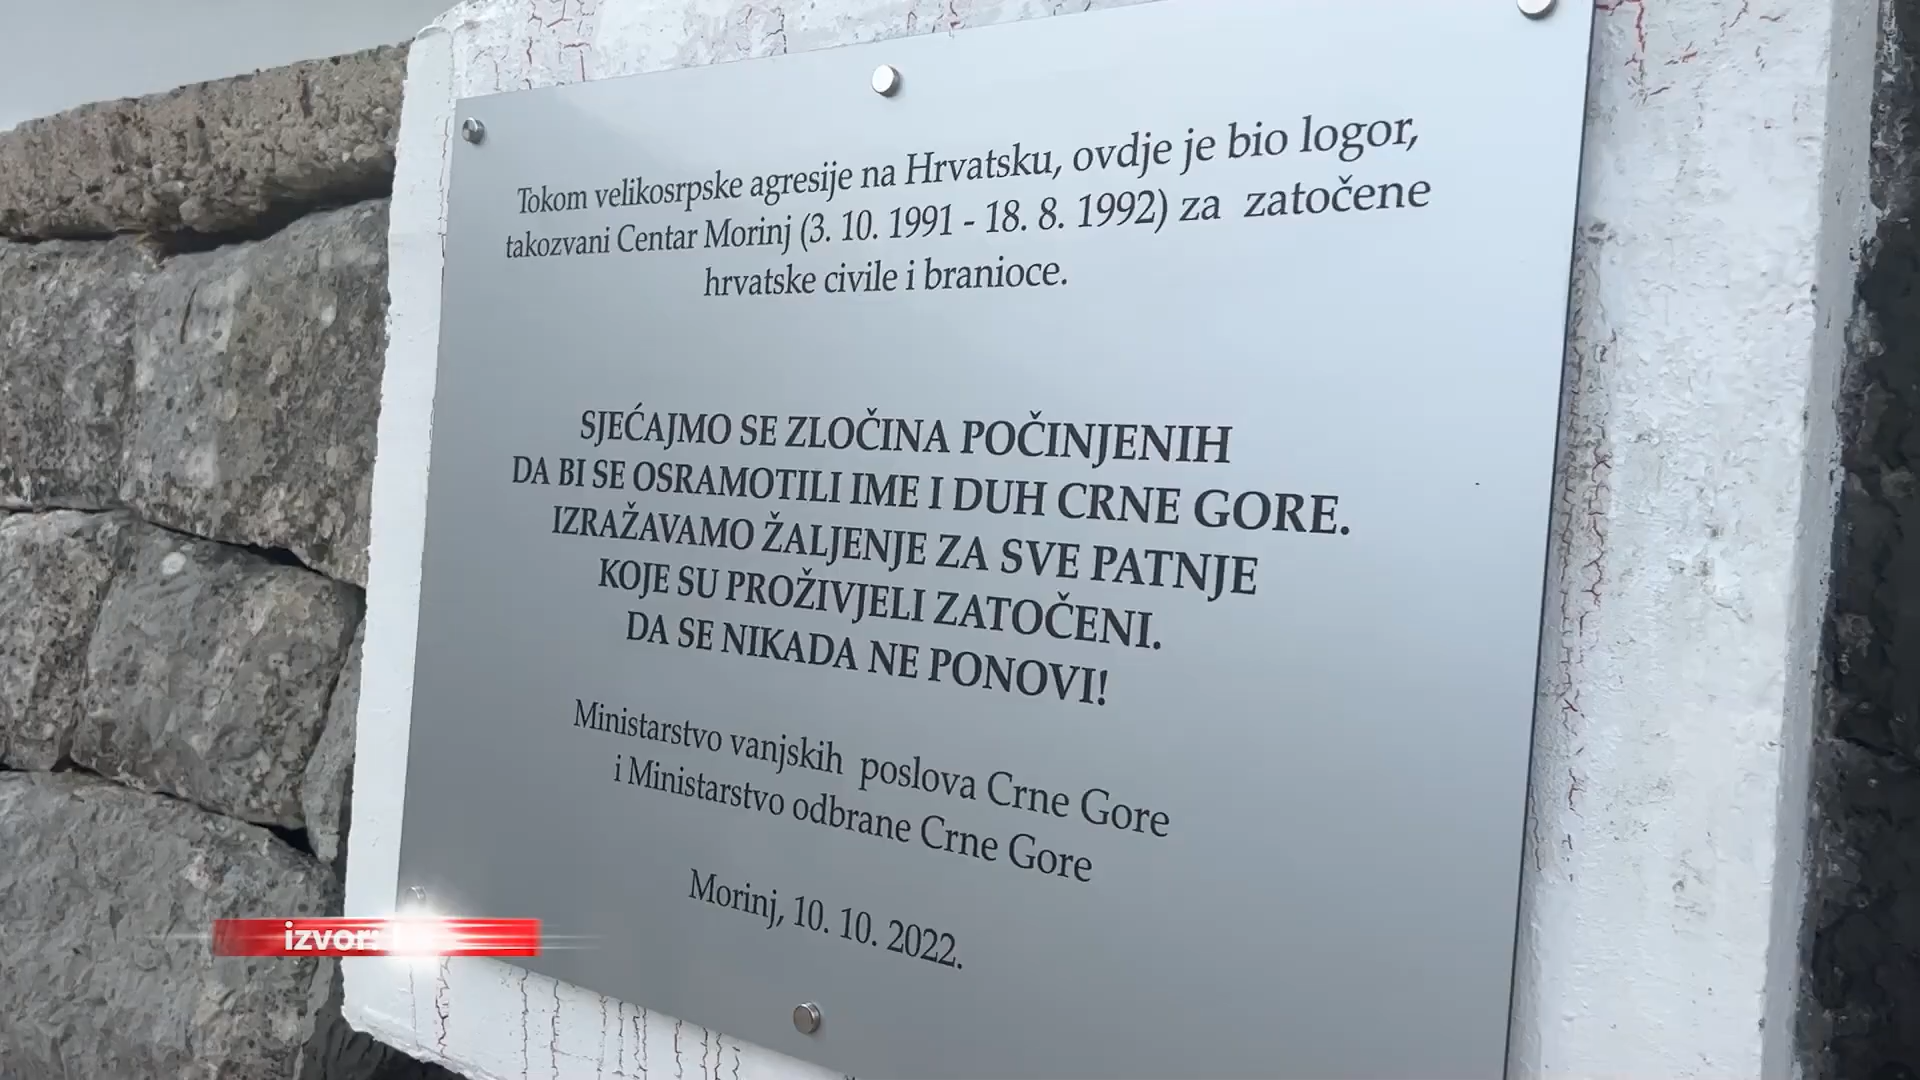 Tokom velikosrpske agresije na Hrvatsku, ovdje je bio logor,
takozvani Centar Morinj (3. 10. 1991 - 18. 8. 1992) za zatočene
hrvatske civile i branioce.
SJEĆAJMO SE ZLOČINA POČINJENIH
DA BI SE OSRAMOTILI IME I DUH CRNE GORE.
IZRAŽAVAMO ŽALJENJE ZA SVE PATNJE
KOJE SU PROŽIVJELI ZATOČENI.
DA SE NIKADA NE PONOVI!
Ministarstvo vanjskih poslova Crne Gore
i Ministarstvo odbrane Crne Gore
Morinj, 10. 10. 2022.